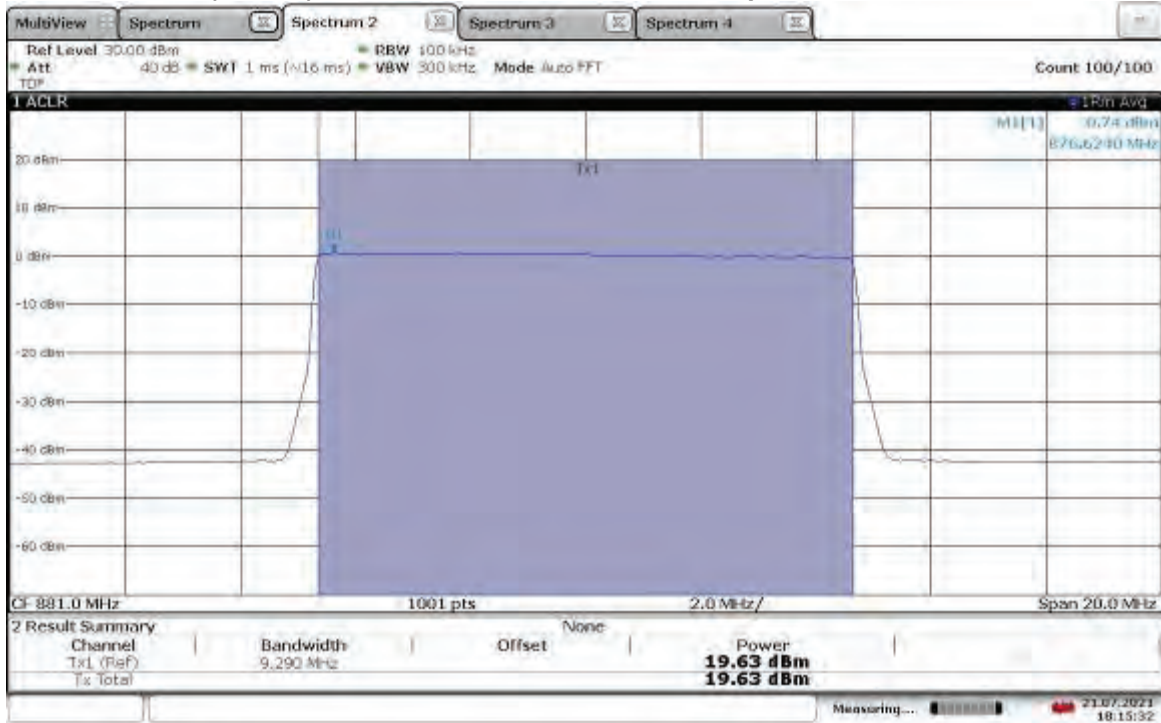 MultiView Spectrum Spectrum 2 Spectrum 3 Spectrum 4
Ref Level 30.00 dBm RBW 100 kHz
Att 40 dB SWT 1 ms (~16 ms) VBW 300 kHz Mode Auto FFT Count 100/100
TDF
1 ACLR 1Rm Avg
M1[1] 0.74 dBm
876.6240 MHz
20 dBm
Tx1
10 dBm
M1
0 dBm
-10 dBm
-20 dBm
-30 dBm
-40 dBm
-50 dBm
-60 dBm
CF 881.0 MHz 1001 pts 2.0 MHz/ Span 20.0 MHz
2 Result Summary None
Channel Bandwidth Offset Power
Tx1 (Ref) 9.290 MHz 19.63 dBm
Tx Total 19.63 dBm
Measuring... 21.07.2021
18:15:32